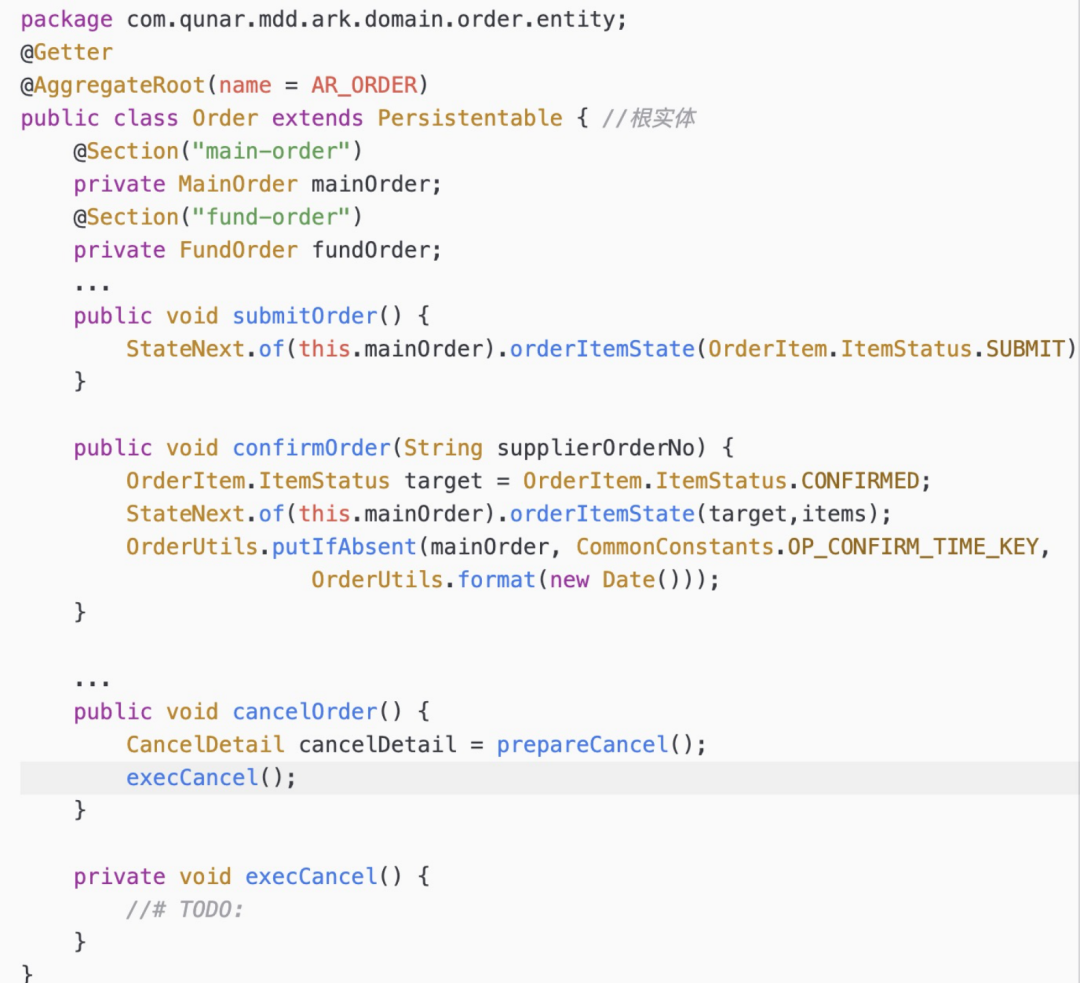 package com.qunar.mdd.ark.domain.order.entity;
@Getter
@AggregateRoot(name = AR_ORDER)
public class Order extends Persistentable { //根实体
    @Section("main-order")
    private MainOrder mainOrder;
    @Section("fund-order")
    private FundOrder fundOrder;
    ...
    public void submitOrder() {
        StateNext.of(this.mainOrder).orderItemState(OrderItem.ItemStatus.SUBMIT)
    }
    public void confirmOrder(String supplierOrderNo) {
        OrderItem.ItemStatus target = OrderItem.ItemStatus.CONFIRMED;
        StateNext.of(this.mainOrder).orderItemState(target,items);
        OrderUtils.putIfAbsent(mainOrder, CommonConstants.OP_CONFIRM_TIME_KEY,
                      OrderUtils.format(new Date()));
    }
    ...
    public void cancelOrder() {
        CancelDetail cancelDetail = prepareCancel();
        execCancel();
    }
    private void execCancel() {
        //# TODO:
    }
}